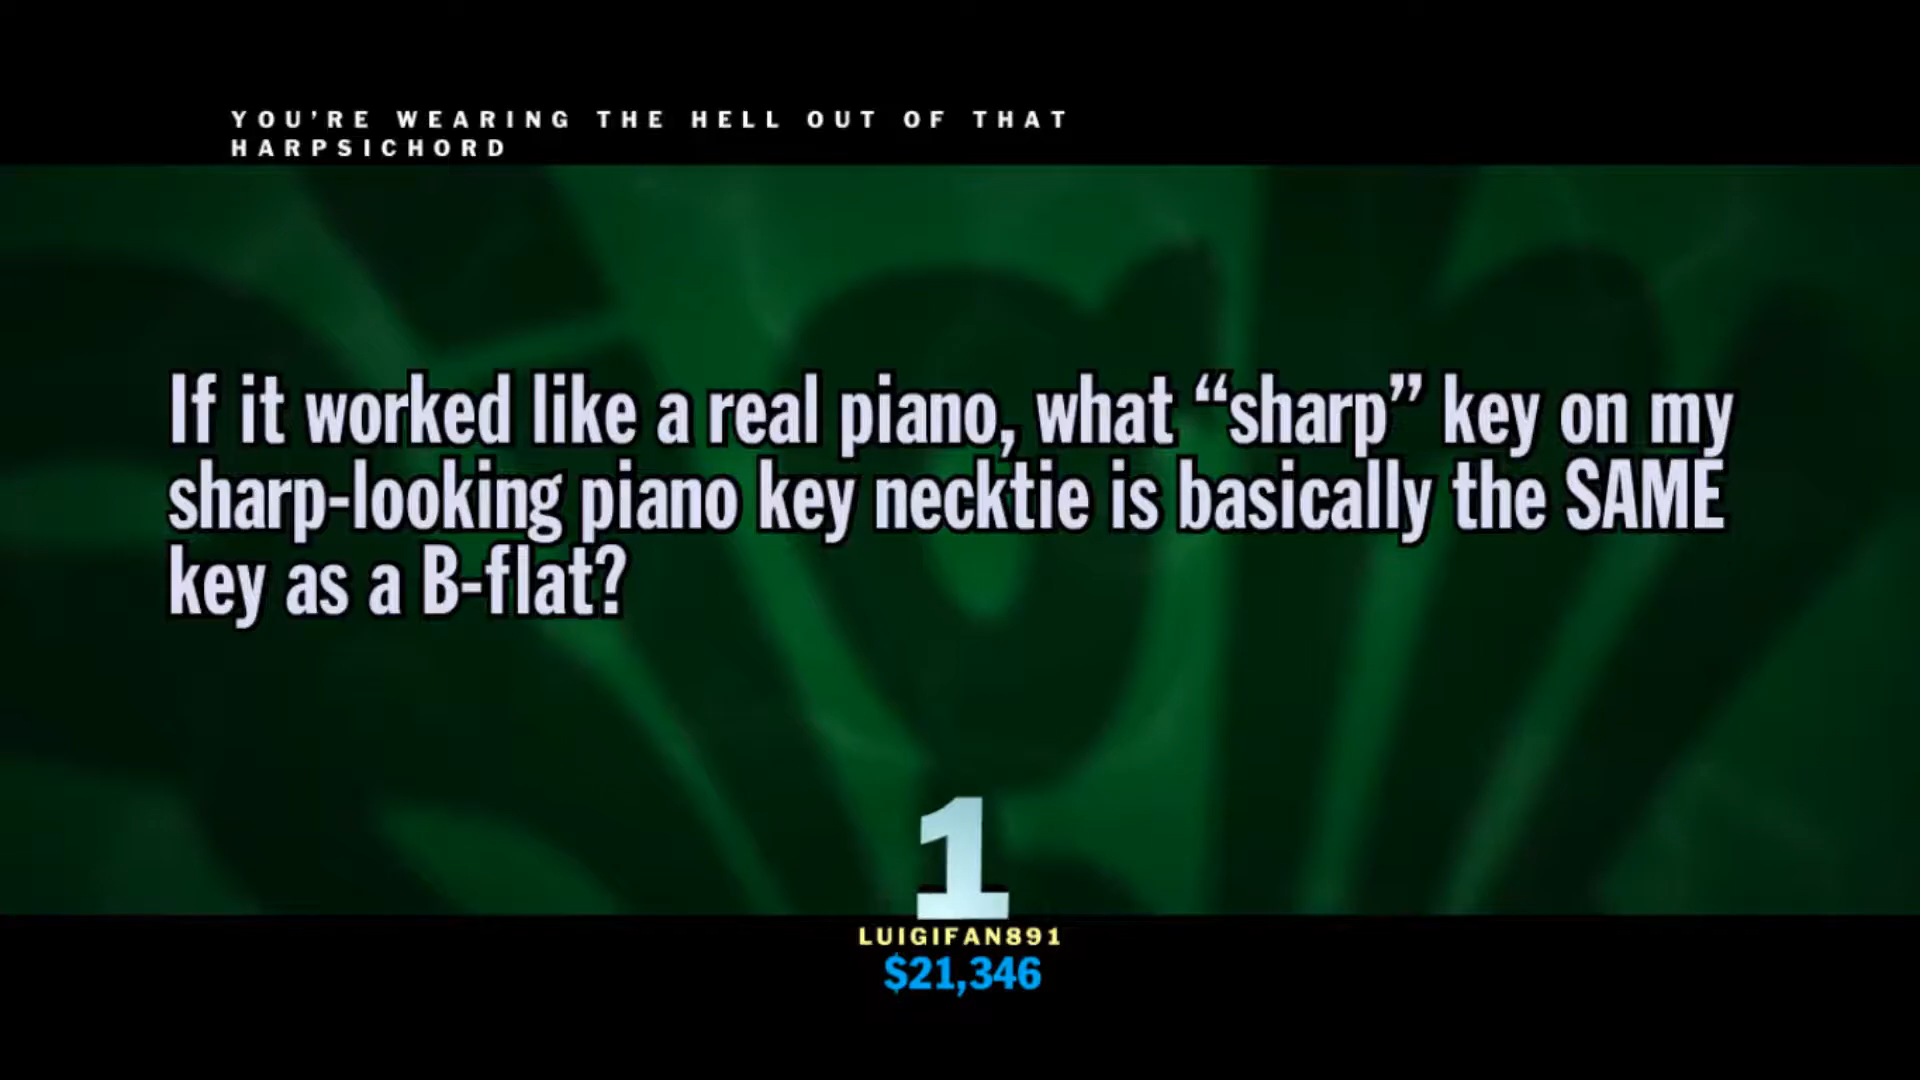 YOU'RE WEARING THE HELL OUT OF THAT
HARPSICHORD
If it worked like a real piano, what “sharp” key on my
sharp-looking piano key necktie is basically the SAME
key as a B-flat?
1
LUIGIFAN891
$21,346